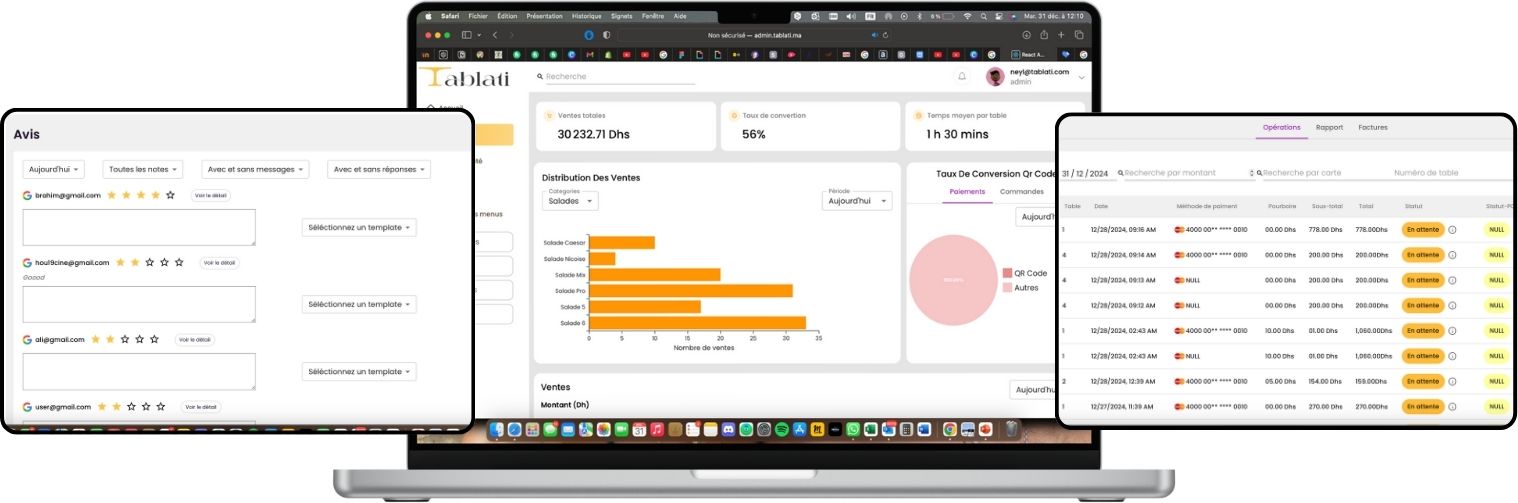 Safari Fichier Édition Présentation Historique Signets Fenêtre Aide
6 %
Mar. 31 déc. à 12:10
Non sécurisé — admin.tablati.ma
React A...
Tablati
Recherche
neyl@tablati.com
admin
Accueil
menus
Ventes totales
30 232.71 Dhs
Taux de convertion
56%
Temps moyen par table
1 h 30 mins
Distribution Des Ventes
Categories
Salades
Période
Aujourd'hui
Salade Caesar
Salade Nicoise
Salade Mix
Salade Pro
Salade 5
Salade 6
0 5 10 15 20 25 30 35
Nombre de ventes
Taux De Conversion Qr Code
Paiements Commandes
Aujourd'h
QR Code
Autres
Ventes
Montant (Dh)
Aujourd'hu
Avis
Aujourd'hui
Toutes les notes
Avec et sans messages
Avec et sans réponses
brahim@gmail.com
Voir le détail
Séléctionnez un template
houl9cine@gmail.com
Voir le détail
Goood
Séléctionnez un template
ali@gmail.com
Voir le détail
Séléctionnez un template
user@gmail.com
Voir le détail
Opérations Rapport Factures
31 / 12 / 2024 Recherche par montant Recherche par carte Numéro de table
Table Date Méthode de paiment Pourboire Sous-total Total Statut Statut-PO
1 12/28/2024, 09:16 AM 4000 00** **** 0010 00.00 Dhs 778.00 Dhs 778.00Dhs En attente NULL
4 12/28/2024, 09:14 AM 4000 00** **** 0010 00.00 Dhs 200.00 Dhs 200.00Dhs En attente NULL
4 12/28/2024, 09:13 AM NULL 00.00 Dhs 200.00 Dhs 200.00Dhs En attente NULL
4 12/28/2024, 09:12 AM NULL 00.00 Dhs 200.00 Dhs 200.00Dhs En attente NULL
1 12/28/2024, 02:43 AM 4000 00** **** 0010 10.00 Dhs 01.00 Dhs 1,060.00Dhs En attente NULL
1 12/28/2024, 02:43 AM NULL 10.00 Dhs 01.00 Dhs 1,060.00Dhs En attente NULL
2 12/28/2024, 12:39 AM 4000 00** **** 0010 05.00 Dhs 154.00 Dhs 159.00Dhs En attente NULL
1 12/27/2024, 11:39 AM 4000 00** **** 0010 00.00 Dhs 270.00 Dhs 270.00Dhs En attente NULL